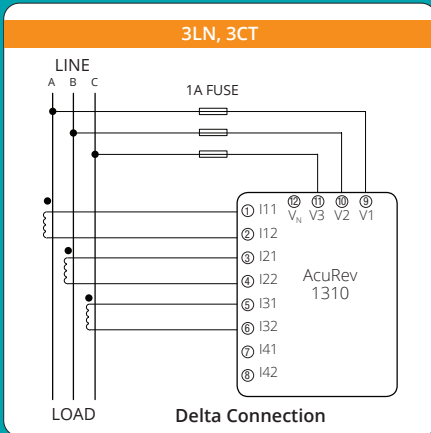 3LN, 3CT
LINE
A B C
1A FUSE
⑫ ⑪ ⑩ ⑨
VN V3 V2 V1
① I11
② I12
③ I21
④ I22
⑤ I31
⑥ I32
⑦ I41
⑧ I42
AcuRev
1310
LOAD
Delta Connection